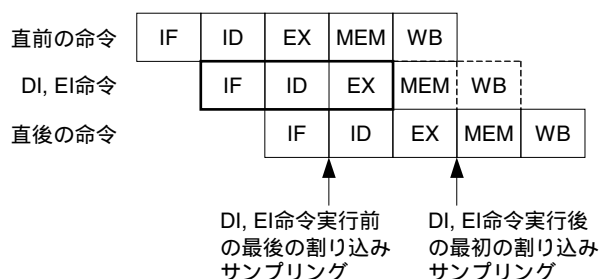 直前の命令 IF ID EX MEM WB
DI, EI命令 IF ID EX MEM WB
直後の命令 IF ID EX MEM WB
DI, EI命令実行前
の最後の割り込み
サンプリング
DI, EI命令実行後
の最初の割り込み
サンプリング